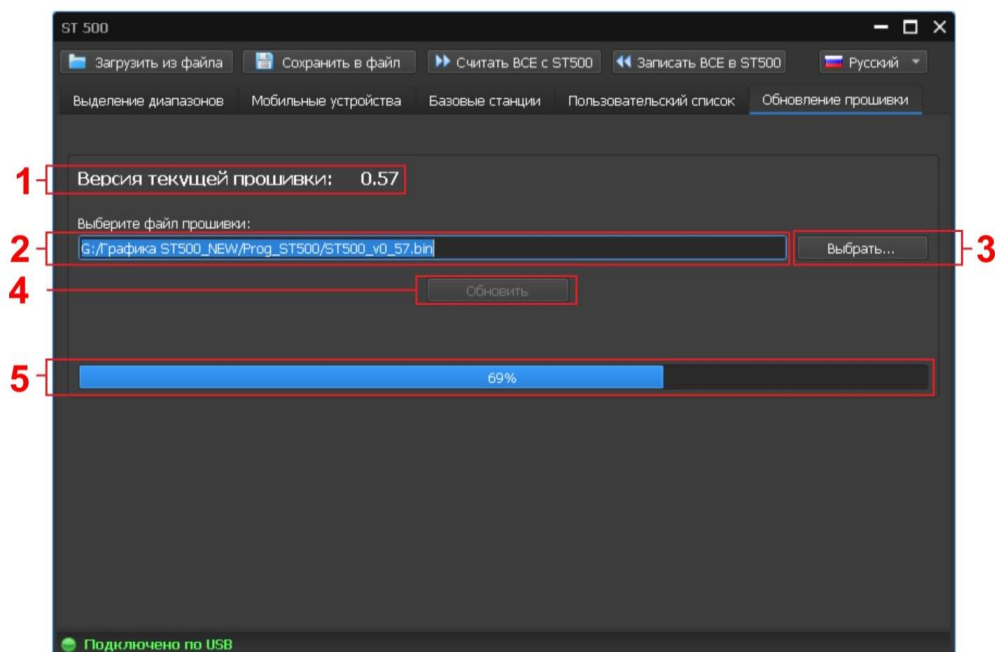 ST 500
Загрузить из файла Сохранить в файл Считать ВСЕ с ST500 Записать ВСЕ в ST500 Русский
Выделение диапазонов Мобильные устройства Базовые станции Пользовательский список Обновление прошивки
1 Версия текущей прошивки: 0.57
Выберите файл прошивки:
2 G:/Графика ST500_NEW/Prog_ST500/ST500_v0_57.bin Выбрать... 3
4 Обновить
5 69%
Подключено по USB